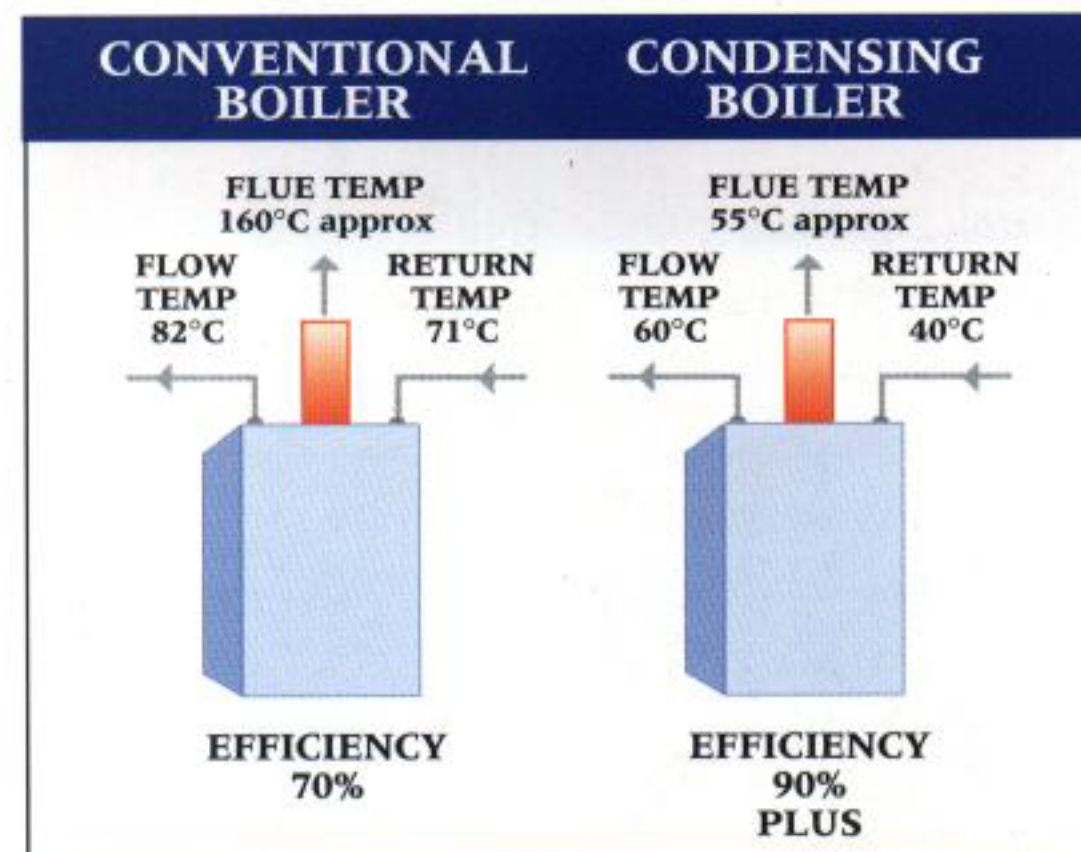 CONVENTIONAL
BOILER
FLUE TEMP
160°C approx
FLOW
TEMP
82°C
RETURN
TEMP
71°C
EFFICIENCY
70%
CONDENSING
BOILER
FLUE TEMP
55°C approx
FLOW
TEMP
60°C
RETURN
TEMP
40°C
EFFICIENCY
90%
PLUS